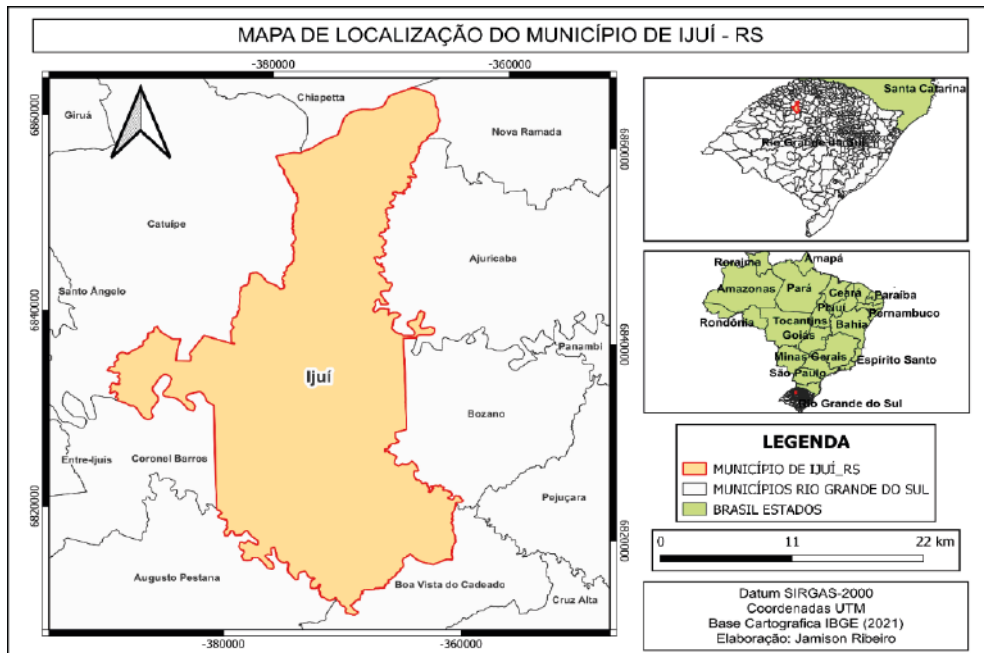 MAPA DE LOCALIZAÇÃO DO MUNICÍPIO DE IJUÍ - RS
-380000
-360000
6860000
6840000
6820000
Giruá
Chiapetta
Nova Ramada
Catuípe
Ajuricaba
Santo Ângelo
Panambi
Ijuí
Bozano
Entre-Ijuis
Coronel Barros
Pejuçara
Augusto Pestana
Boa Vista do Cadeado
Cruz Alta
6860000
6840000
6820000
-380000
-360000
Santa Catarina
Rio Grande do Sul
Roraima
Amapá
Amazonas
Pará
Ceará
Paraíba
Piauí
Pernambuco
Rondônia
Tocantins
Bahia
Goiás
Minas Gerais
Espírito Santo
São Paulo
Rio Grande do Sul
LEGENDA
MUNICÍPIO DE IJUÍ_RS
MUNICÍPIOS RIO GRANDE DO SUL
BRASIL ESTADOS
0
11
22 km
Datum SIRGAS-2000
Coordenadas UTM
Base Cartografica IBGE (2021)
Elaboração: Jamison Ribeiro